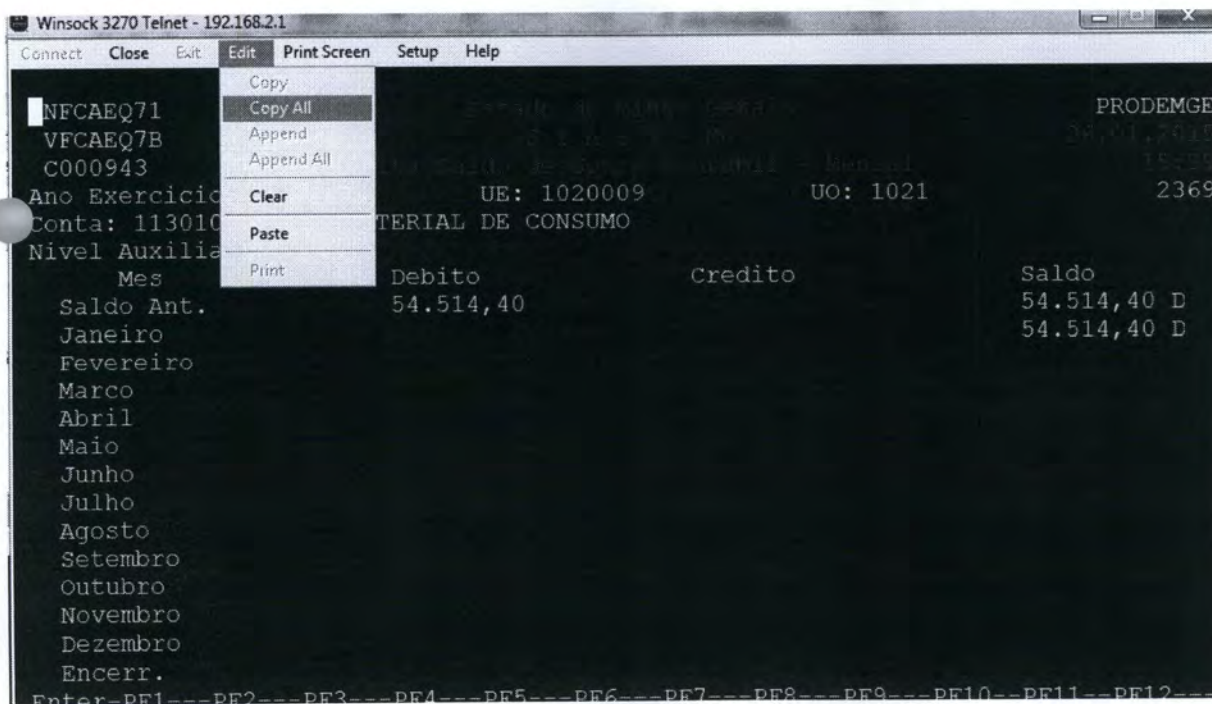 Winsock 3270 Telnet - 192.168.2.1
Connect Close Exit Edit Print Screen Setup Help
Copy
Copy All
Append
Append All
Clear
Paste
Print
NFCAEQ71 PRODEMGE
VFCAEQ7B
C000943
Ano Exercicio UE: 1020009 UO: 1021 2369
Conta: 113010 TERIAL DE CONSUMO
Nivel Auxilia
Mes Debito Credito Saldo
Saldo Ant. 54.514,40 54.514,40 D
Janeiro 54.514,40 D
Fevereiro
Marco
Abril
Maio
Junho
Julho
Agosto
Setembro
Outubro
Novembro
Dezembro
Encerr.
Enter-PF1---PF2---PF3---PF4---PF5---PF6---PF7---PF8---PF9---PF10--PF11--PF12---